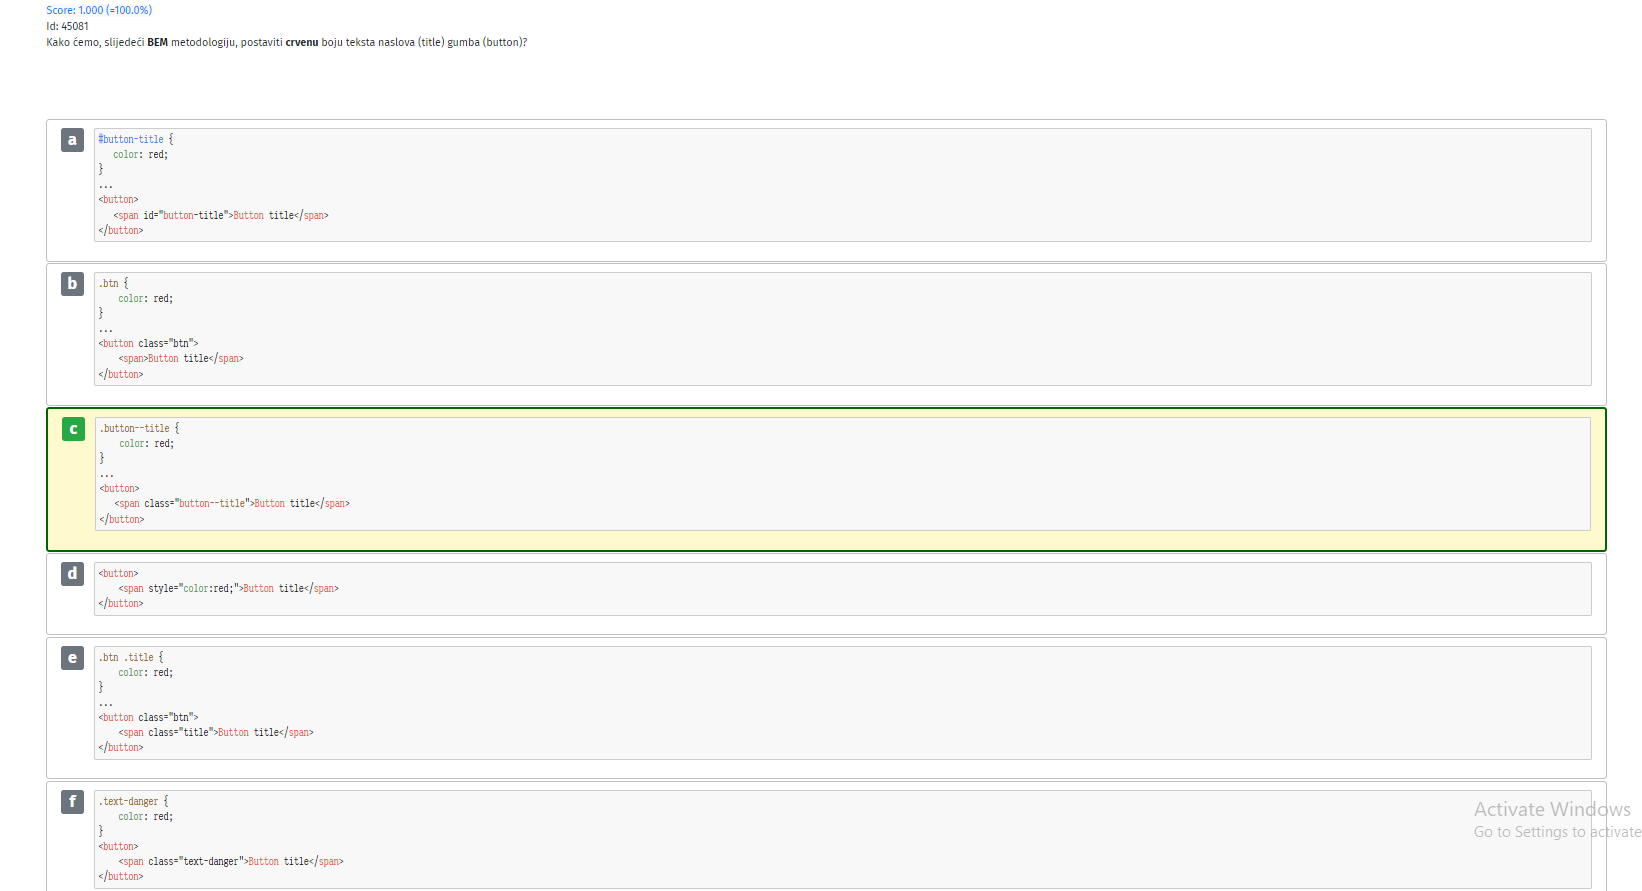 Score: 1.000 (=100.0%)
Id: 45081
Kako ćemo, slijedeći BEM metodologiju, postaviti crvenu boju teksta naslova (title) gumba (button)?
a
#button-title {
color: red;
}
...
<button>
<span id="button-title">Button title</span>
</button>
b
.btn {
color: red;
}
...
<button class="btn">
<span>Button title</span>
</button>
c
.button--title {
color: red;
}
...
<button>
<span class="button--title">Button title</span>
</button>
d
<button>
<span style="color:red;">Button title</span>
</button>
e
.btn .title {
color: red;
}
...
<button class="btn">
<span class="title">Button title</span>
</button>
f
.text-danger {
color: red;
}
<button>
<span class="text-danger">Button title</span>
</button>
Activate Windows
Go to Settings to activate